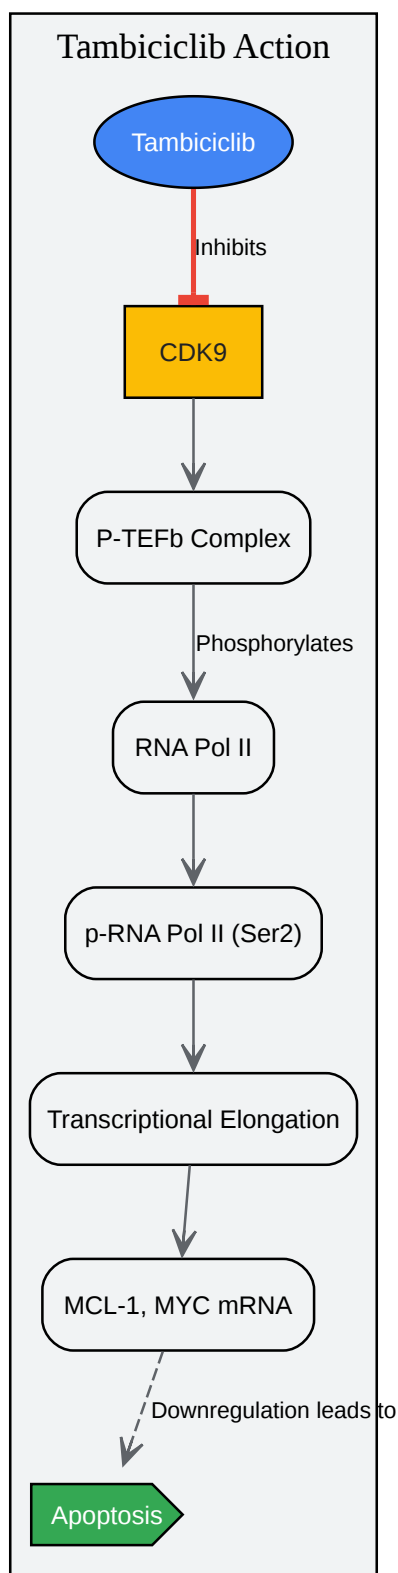 Tambiciclib Action
Tambiciclib
Inhibits
CDK9
P-TEFb Complex
Phosphorylates
RNA Pol II
p-RNA Pol II (Ser2)
Transcriptional Elongation
MCL-1, MYC mRNA
Downregulation leads to
Apoptosis